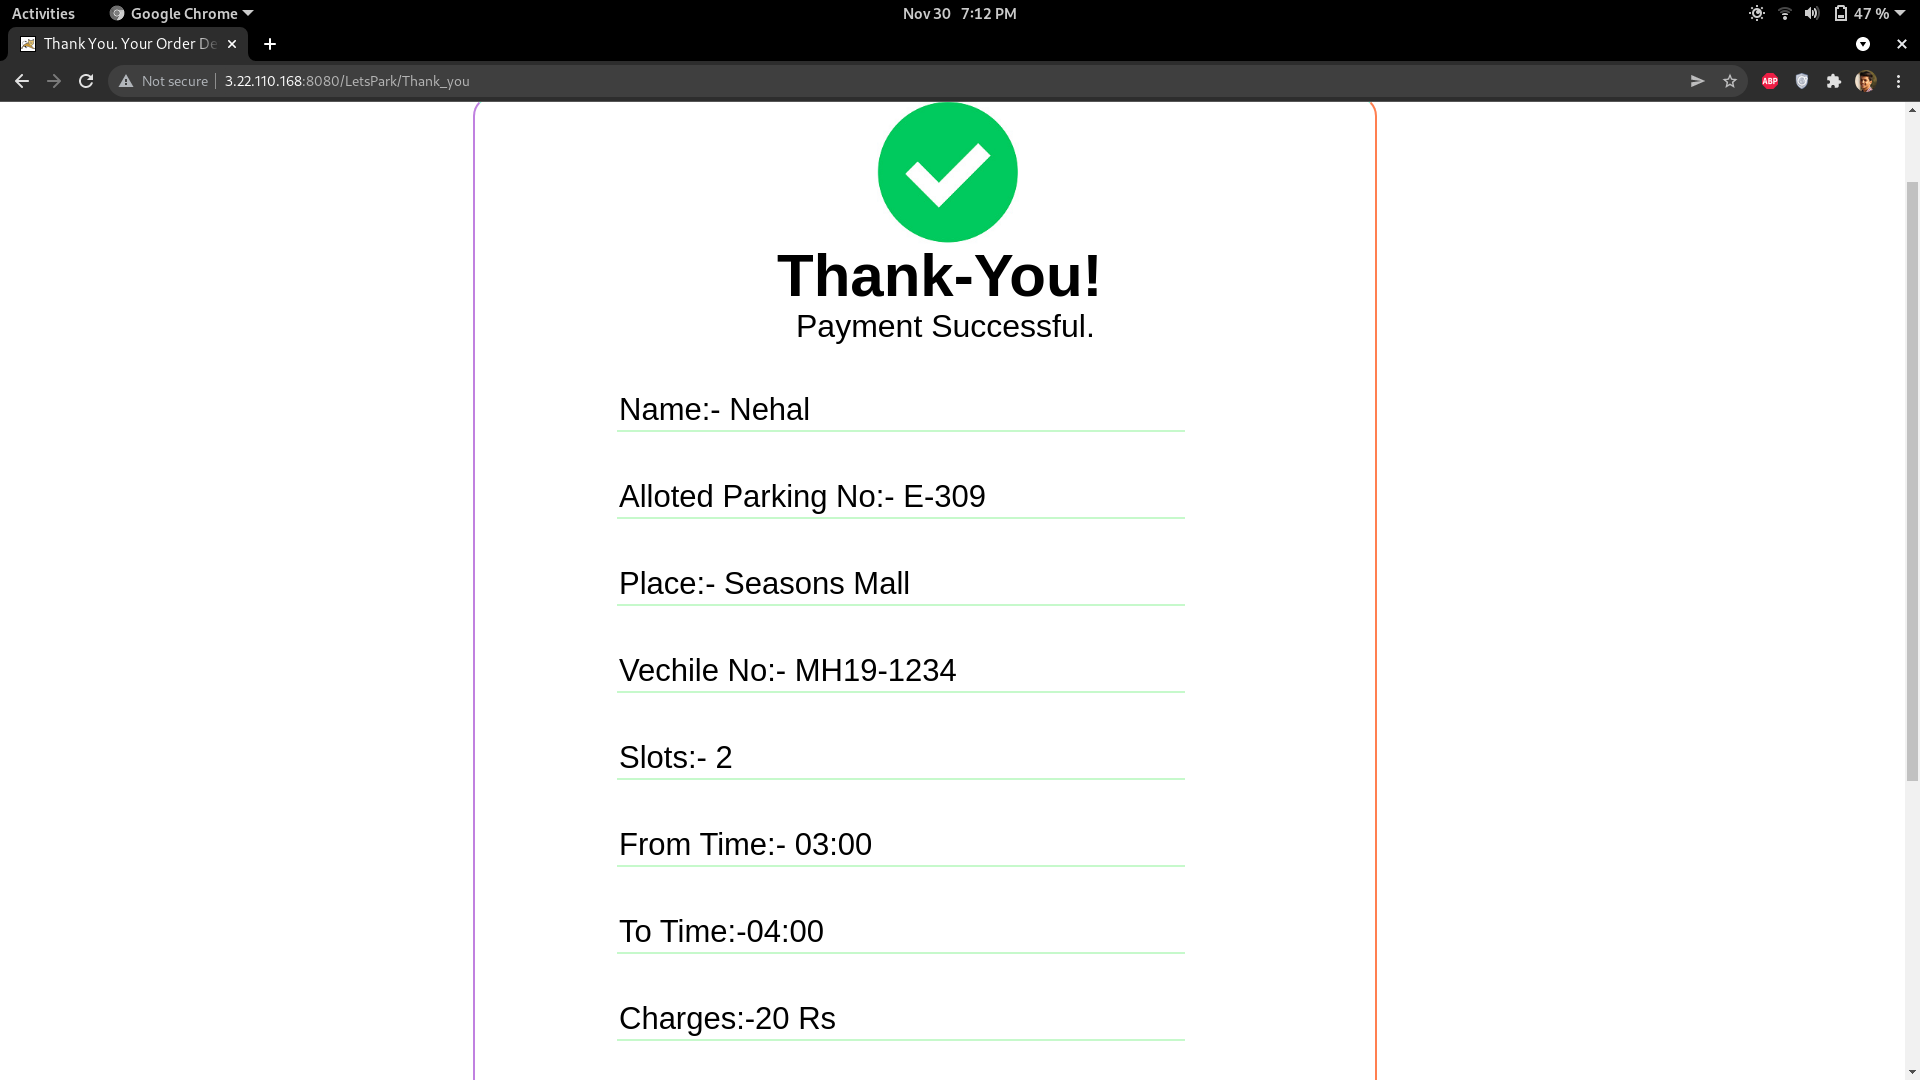 Activities Google Chrome Nov 30 7:12 PM 47 %
Thank You. Your Order De
Not secure 3.22.110.168:8080/LetsPark/Thank_you ABP
Thank-You!
Payment Successful.
Name:- Nehal
Alloted Parking No:- E-309
Place:- Seasons Mall
Vechile No:- MH19-1234
Slots:- 2
From Time:- 03:00
To Time:-04:00
Charges:-20 Rs